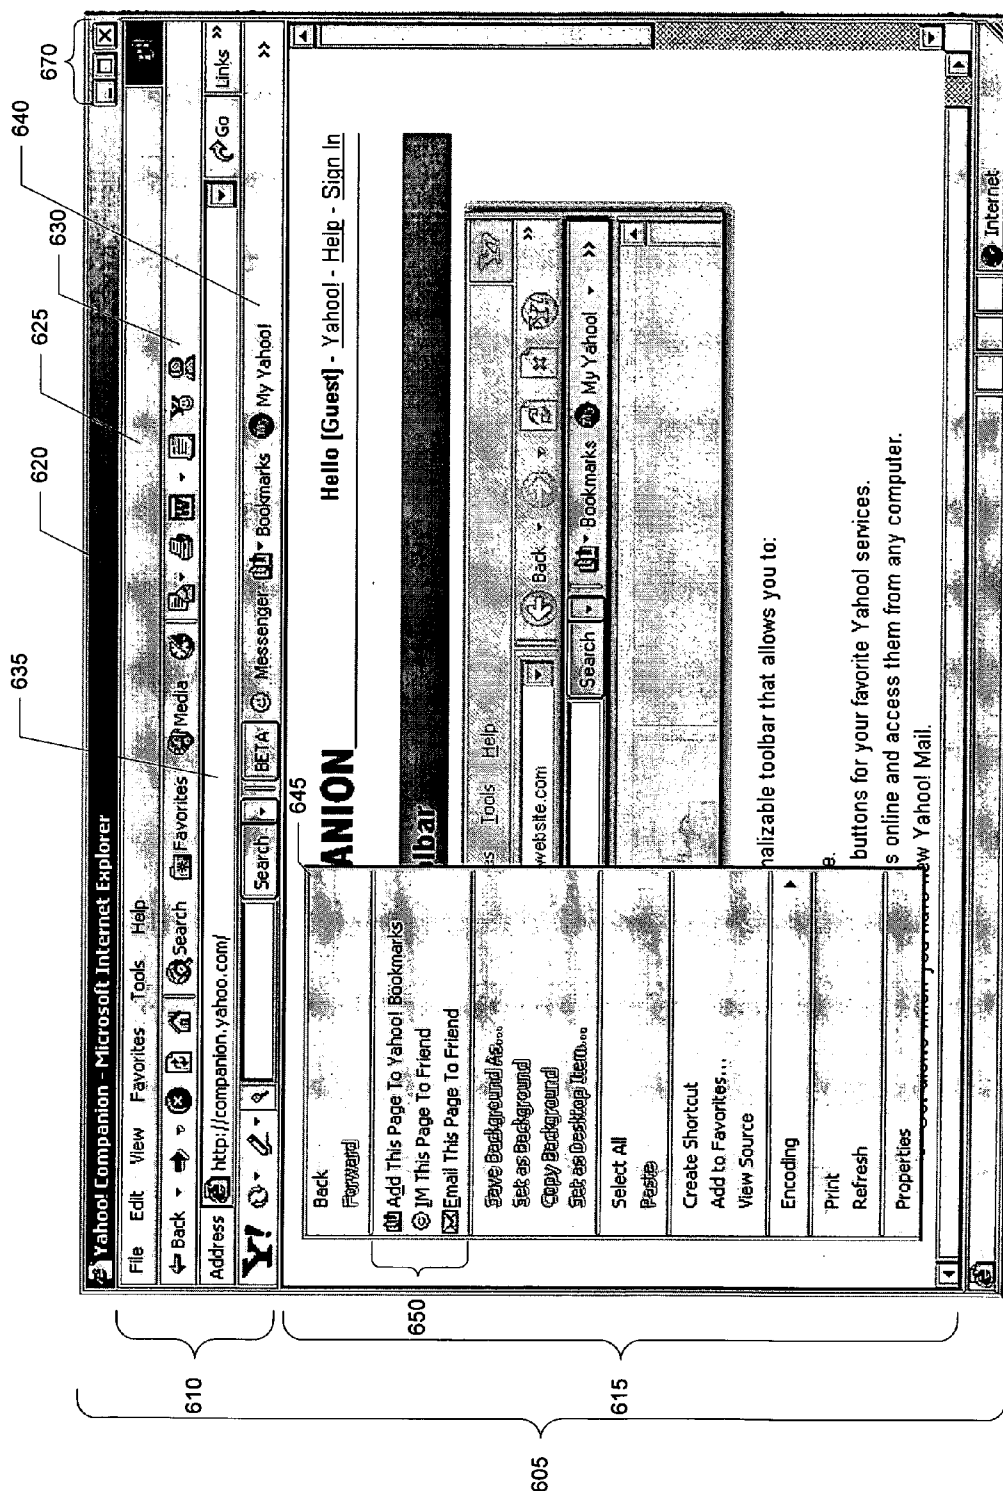 670
640
630
625
620
635
Yahoo! Companion - Microsoft Internet Explorer
File Edit View Favorites Tools Help
Back Search Favorites Media
Address http://companion.yahoo.com/ Go Links »
Y! Search BETA Messenger Bookmarks My Yahoo! »
645
ANION
Hello [Guest] - Yahoo! - Help - Sign In
lbar
as Tools Help
website.com Back »
Search Bookmarks My Yahoo! »
nalizable toolbar that allows you to:
e.
buttons for your favorite Yahoo! services.
s online and access them from any computer.
new Yahoo! Mail.
Back
Forward
Add This Page To Yahoo! Bookmarks
IM This Page To Friend
Email This Page To Friend
Save Background As...
Set as Background
Copy Background
Set as Desktop Item...
Select All
Paste
Create Shortcut
Add to Favorites...
View Source
Encoding
Print
Refresh
Properties
Internet
610
650
615
605